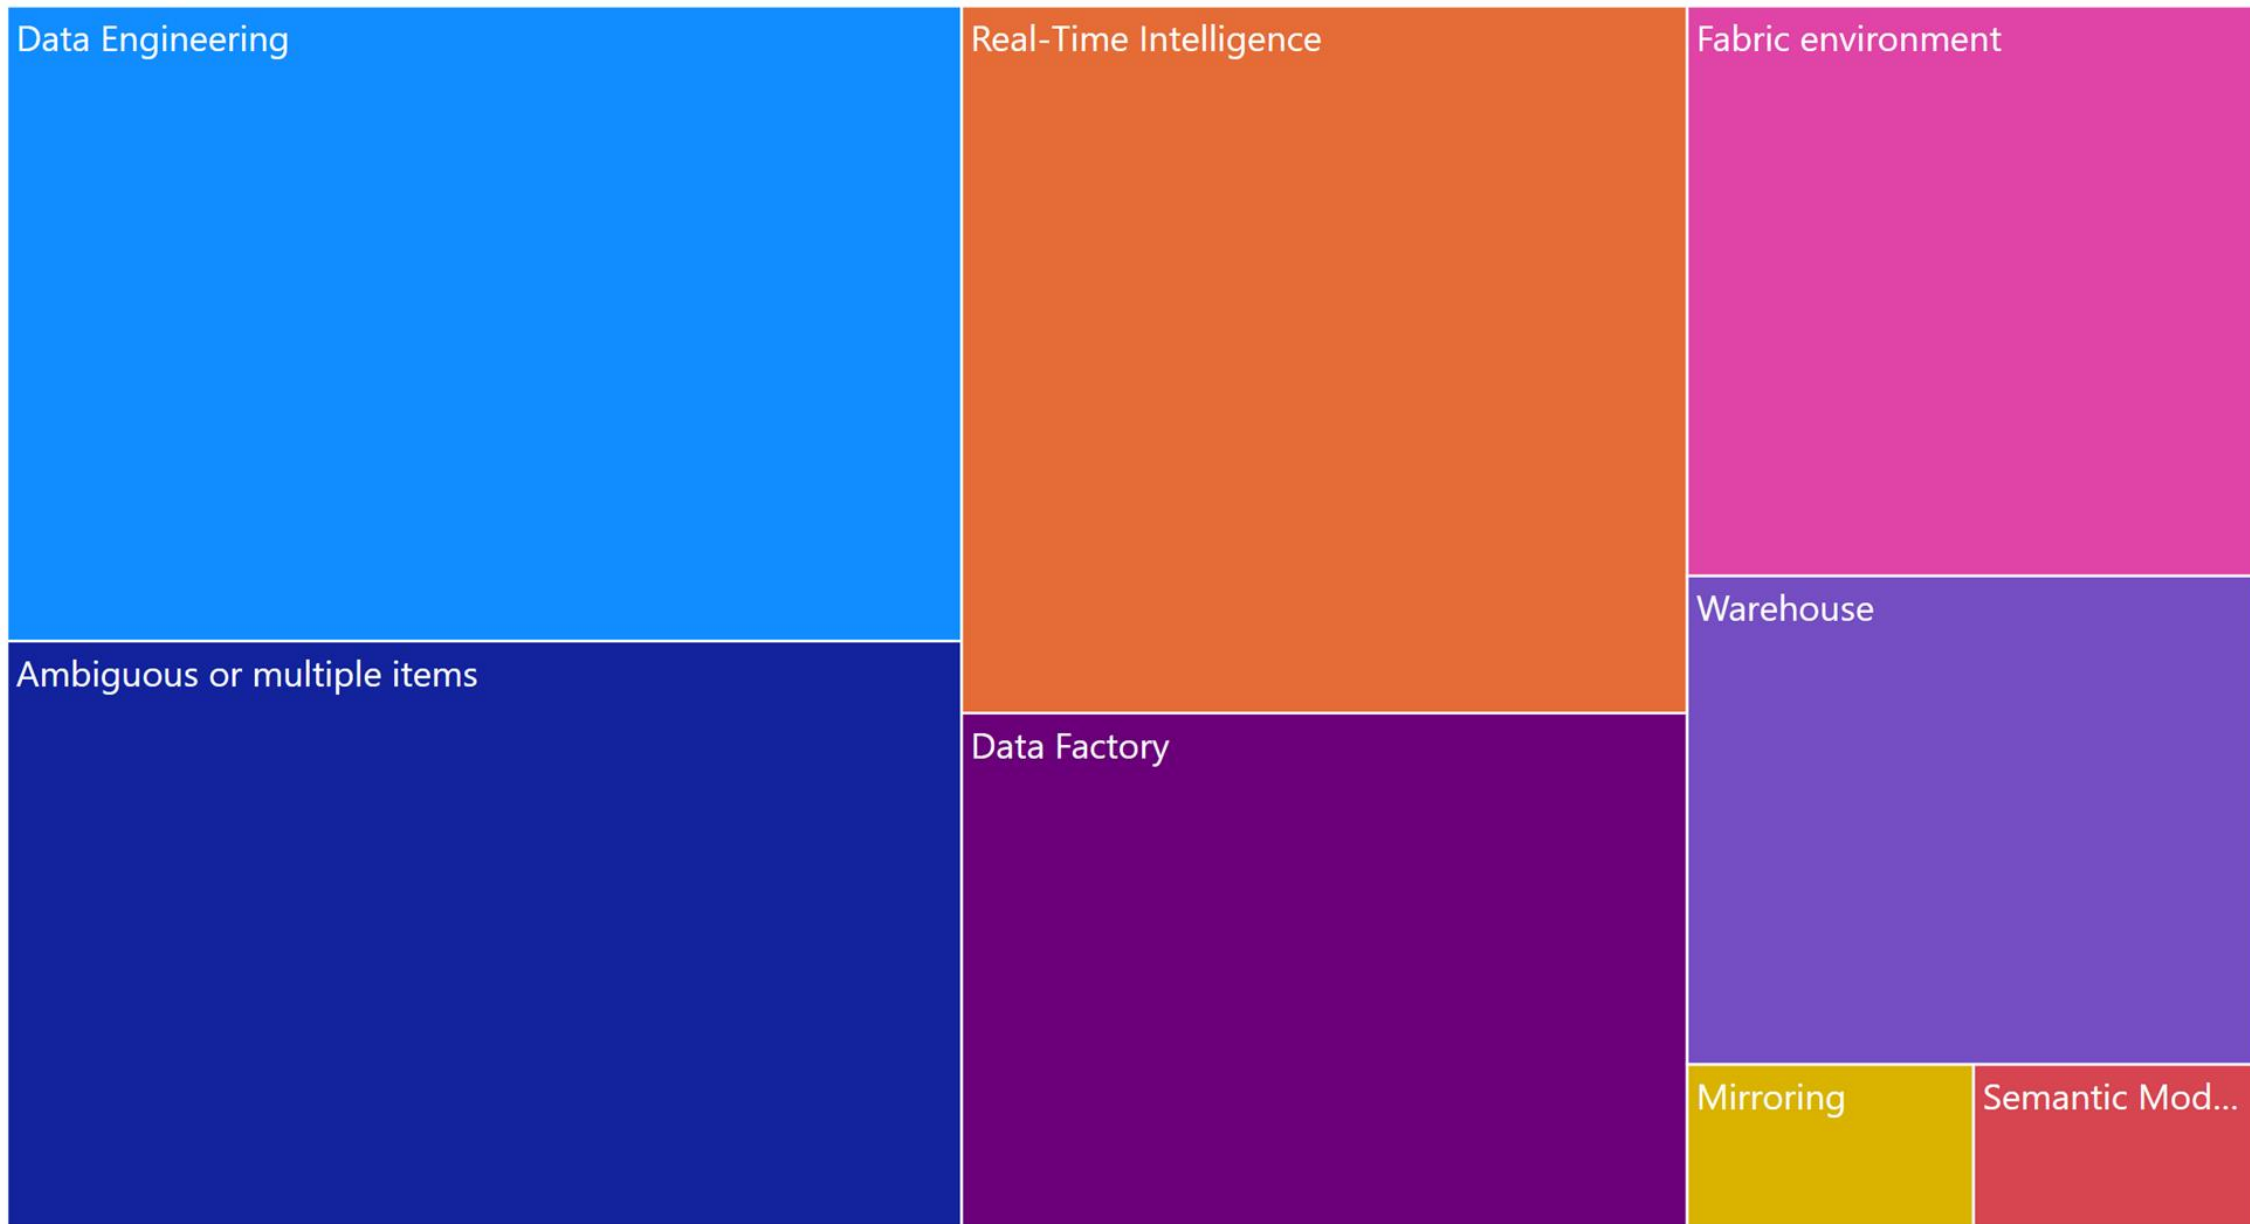 Data Engineering
Ambiguous or multiple items
Real-Time Intelligence
Data Factory
Fabric environment
Warehouse
Mirroring
Semantic Mod...